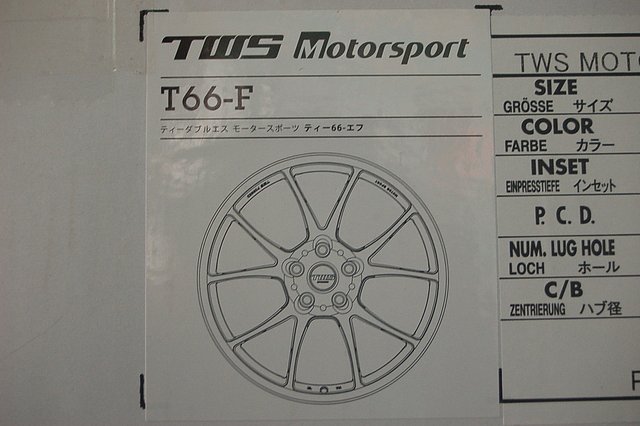 TWS Motorsport
T66-F
ティーダブルエス モータースポーツ ティー66-エフ
TWS
TWS MOTO
SIZE
GRÖSSE サイズ
COLOR
FARBE カラー
INSET
EINPRESSTIEFE インセット
P. C. D.
NUM. LUG HOLE
LOCH ホール
C/B
ZENTRIERUNG ハブ径